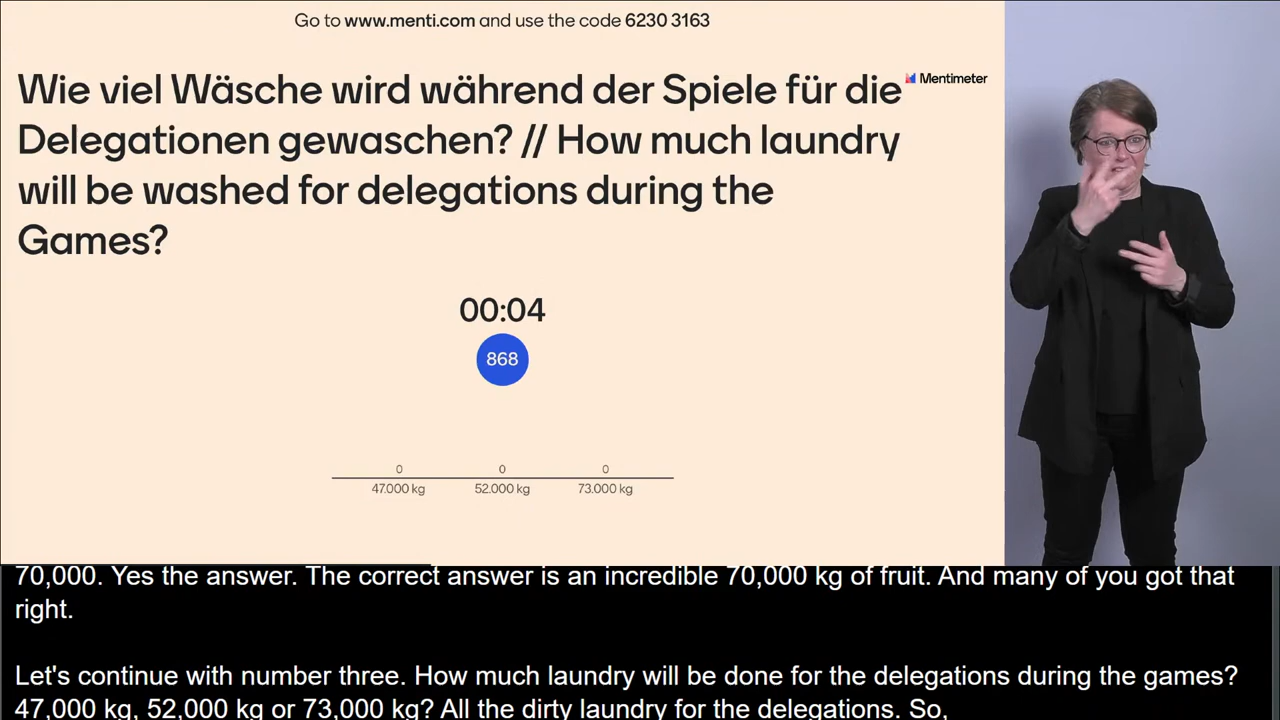 Go to www.menti.com and use the code 6230 3163
Wie viel Wäsche wird während der Spiele für die
Mentimeter
Delegationen gewaschen? // How much laundry
will be washed for delegations during the
Games?
00:04
868
0 0 0
47.000 kg 52.000 kg 73.000 kg
70,000. Yes the answer. The correct answer is an incredible 70,000 kg of fruit. And many of you got that
right.
Let's continue with number three. How much laundry will be done for the delegations during the games?
47,000 kg, 52,000 kg or 73,000 kg? All the dirty laundry for the delegations. So,